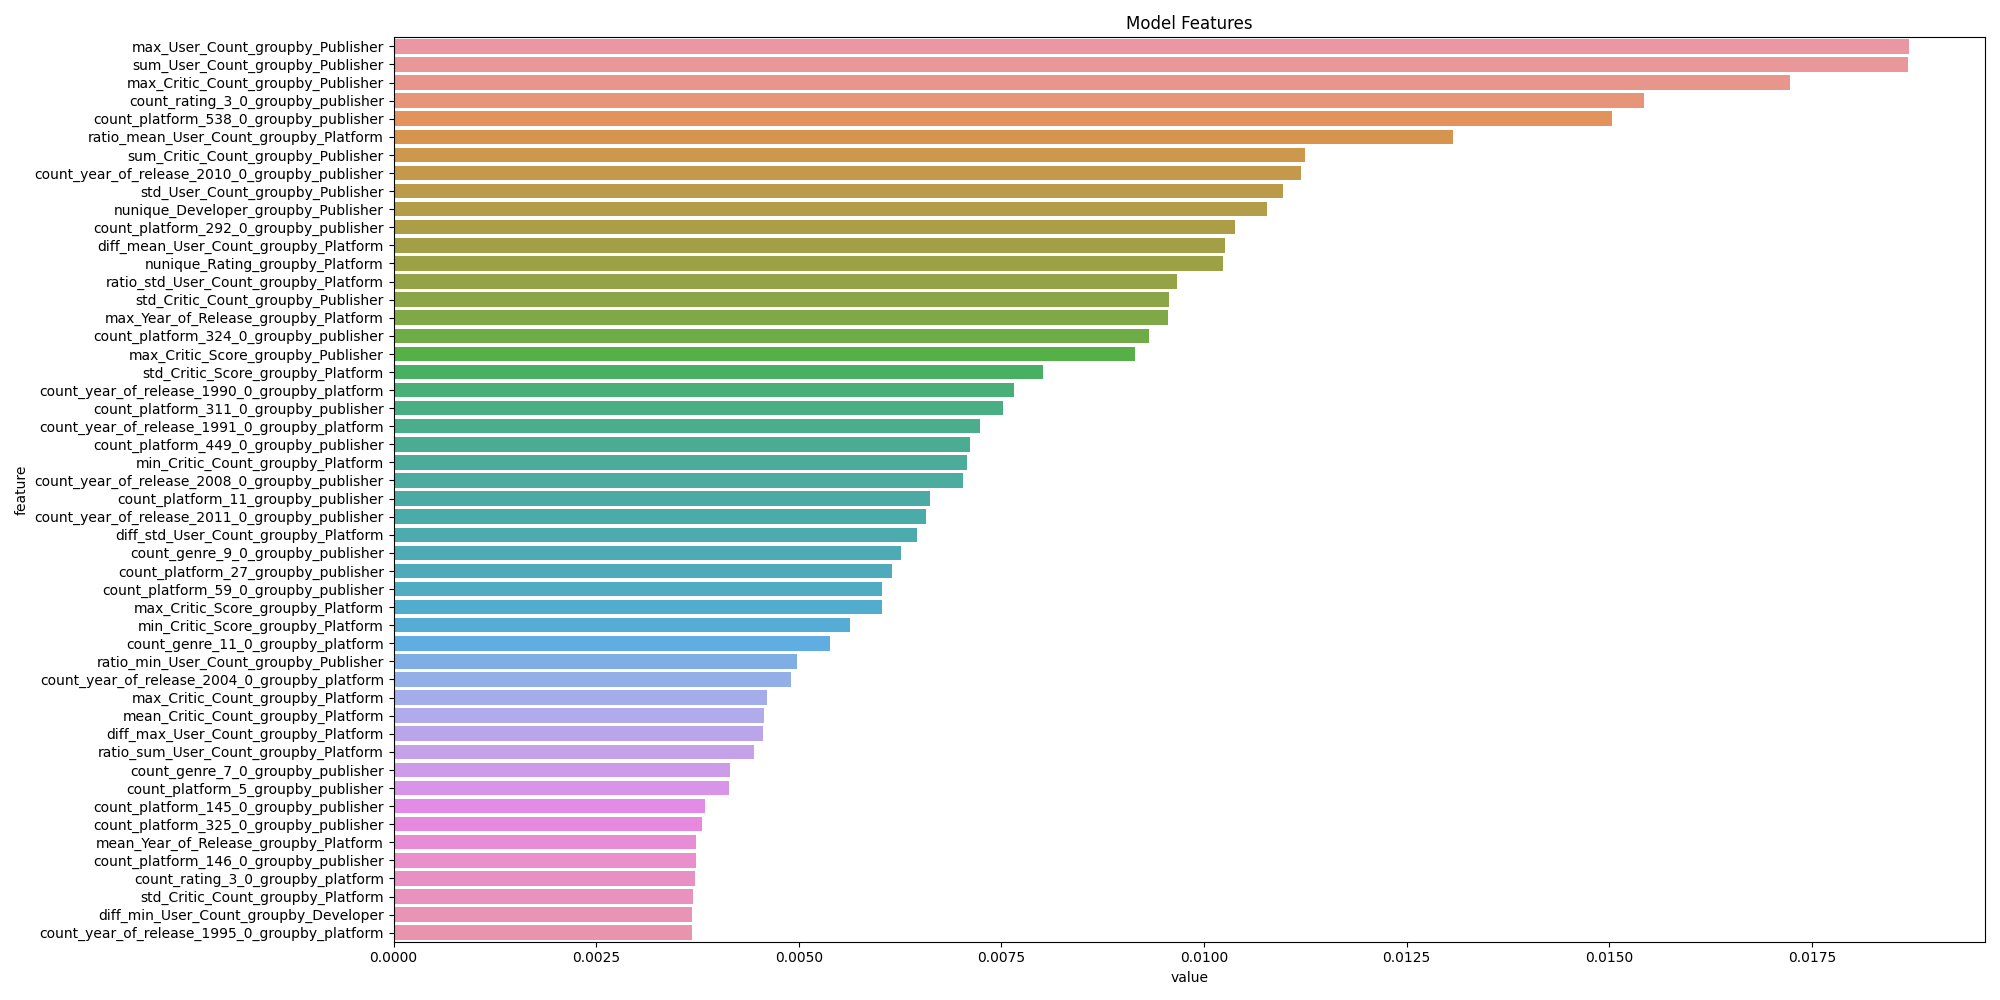 Model Features
max_User_Count_groupby_Publisher
sum_User_Count_groupby_Publisher
max_Critic_Count_groupby_Publisher
count_rating_3_0_groupby_publisher
count_platform_538_0_groupby_publisher
ratio_mean_User_Count_groupby_Platform
sum_Critic_Count_groupby_Publisher
count_year_of_release_2010_0_groupby_publisher
std_User_Count_groupby_Publisher
nunique_Developer_groupby_Publisher
count_platform_292_0_groupby_publisher
diff_mean_User_Count_groupby_Platform
nunique_Rating_groupby_Platform
ratio_std_User_Count_groupby_Platform
std_Critic_Count_groupby_Publisher
max_Year_of_Release_groupby_Platform
count_platform_324_0_groupby_publisher
max_Critic_Score_groupby_Publisher
std_Critic_Score_groupby_Platform
count_year_of_release_1990_0_groupby_platform
count_platform_311_0_groupby_publisher
count_year_of_release_1991_0_groupby_platform
count_platform_449_0_groupby_publisher
min_Critic_Count_groupby_Platform
count_year_of_release_2008_0_groupby_publisher
count_platform_11_groupby_publisher
count_year_of_release_2011_0_groupby_publisher
diff_std_User_Count_groupby_Platform
count_genre_9_0_groupby_publisher
count_platform_27_groupby_publisher
count_platform_59_0_groupby_publisher
max_Critic_Score_groupby_Platform
min_Critic_Score_groupby_Platform
count_genre_11_0_groupby_platform
ratio_min_User_Count_groupby_Publisher
count_year_of_release_2004_0_groupby_platform
max_Critic_Count_groupby_Platform
mean_Critic_Count_groupby_Platform
diff_max_User_Count_groupby_Platform
ratio_sum_User_Count_groupby_Platform
count_genre_7_0_groupby_publisher
count_platform_5_groupby_publisher
count_platform_145_0_groupby_publisher
count_platform_325_0_groupby_publisher
mean_Year_of_Release_groupby_Platform
count_platform_146_0_groupby_publisher
count_rating_3_0_groupby_platform
std_Critic_Count_groupby_Platform
diff_min_User_Count_groupby_Developer
count_year_of_release_1995_0_groupby_platform
feature
0.0000 0.0025 0.0050 0.0075 0.0100 0.0125 0.0150 0.0175
value